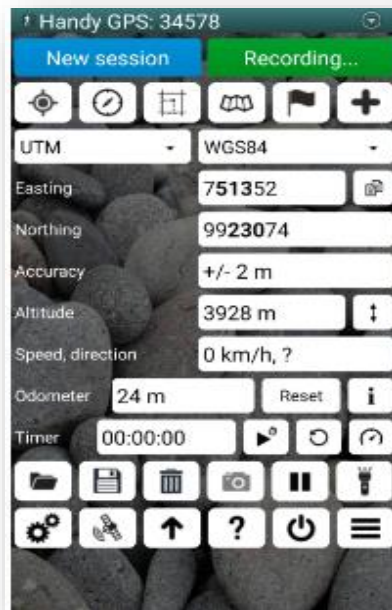 Handy GPS: 34578
New session Recording...
UTM WGS84
Easting 751352
Northing 9923074
Accuracy +/- 2 m
Altitude 3928 m
Speed, direction 0 km/h, ?
Odometer 24 m Reset i
Timer 00:00:00
?